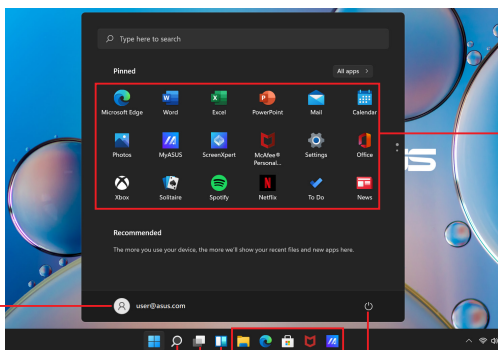 Type here to search
Pinned
All apps >
Microsoft Edge Word Excel PowerPoint Mail Calendar
Photos MyASUS ScreenXpert McAfee® Personal... Settings Office
Xbox Solitaire Spotify Netflix To Do News
Recommended
The more you use your device, the more we'll show your recent files and new apps here.
user@asus.com